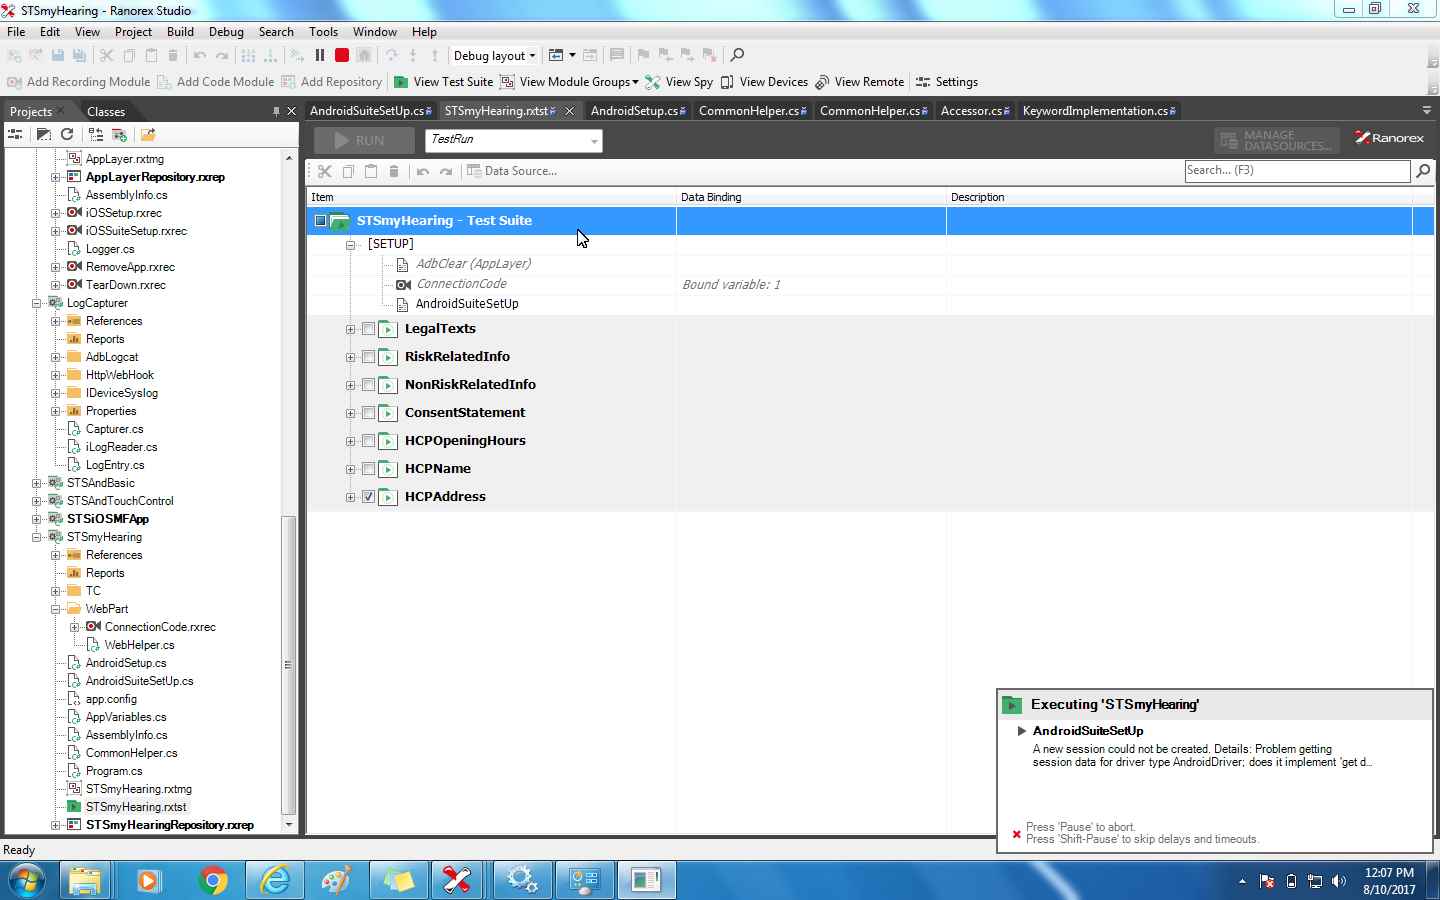 STSmyHearing - Ranorex Studio
File Edit View Project Build Debug Search Tools Window Help
Debug layout
Add Recording Module Add Code Module Add Repository View Test Suite View Module Groups View Spy View Devices View Remote Settings
Projects Classes
AndroidSuiteSetUp.cs STSmyHearing.rxtst AndroidSetup.cs CommonHelper.cs CommonHelper.cs Accessor.cs KeywordImplementation.cs
RUN TestRun MANAGE DATASOURCES... Ranorex
Data Source... Search... (F3)
Item Data Binding Description
STSmyHearing - Test Suite
[SETUP]
AdbClear (AppLayer)
ConnectionCode Bound variable: 1
AndroidSuiteSetUp
LegalTexts
RiskRelatedInfo
NonRiskRelatedInfo
ConsentStatement
HCPOpeningHours
HCPName
HCPAddress
AppLayer.rxtmg
AppLayerRepository.rxrep
AssemblyInfo.cs
iOSSetup.rxrec
iOSSuiteSetup.rxrec
Logger.cs
RemoveApp.rxrec
TearDown.rxrec
LogCapturer
References
Reports
AdbLogcat
HttpWebHook
IDeviceSyslog
Properties
Capturer.cs
iLogReader.cs
LogEntry.cs
STSAndBasic
STSAndTouchControl
STSiOSMFApp
STSmyHearing
References
Reports
TC
WebPart
ConnectionCode.rxrec
WebHelper.cs
AndroidSetup.cs
AndroidSuiteSetUp.cs
app.config
AppVariables.cs
AssemblyInfo.cs
CommonHelper.cs
Program.cs
STSmyHearing.rxtmg
STSmyHearing.rxtst
STSmyHearingRepository.rxrep
Executing 'STSmyHearing'
AndroidSuiteSetUp
A new session could not be created. Details: Problem getting
session data for driver type AndroidDriver; does it implement 'get d...
Press 'Pause' to abort.
Press 'Shift-Pause' to skip delays and timeouts.
Ready
12:07 PM
8/10/2017